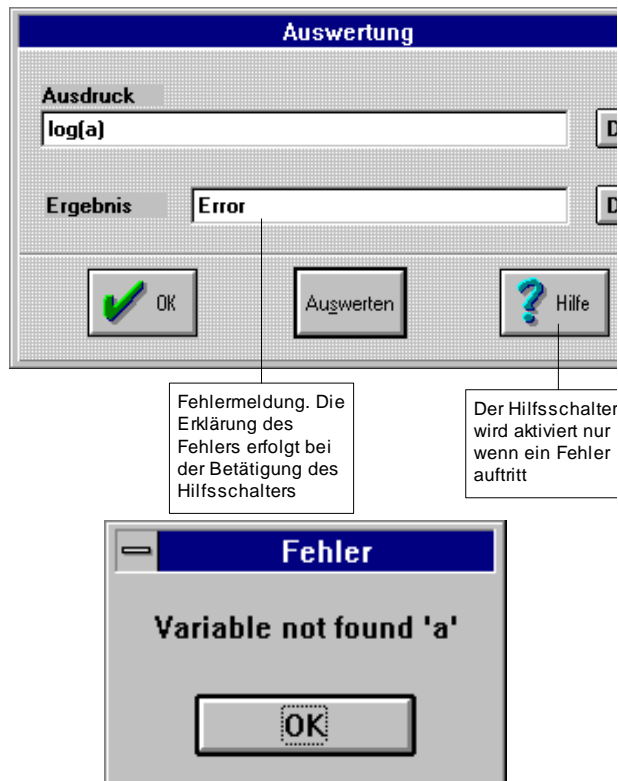 Auswertung
Ausdruck
log(a)
D
Ergebnis
Error
D
OK
Auswerten
Hilfe
Fehlermeldung. Die
Erklärung des
Fehlers erfolgt bei
der Betätigung des
Hilfsschalters
Der Hilfsschalter
wird aktiviert nur
wenn ein Fehler
auftritt
Fehler
Variable not found 'a'
OK